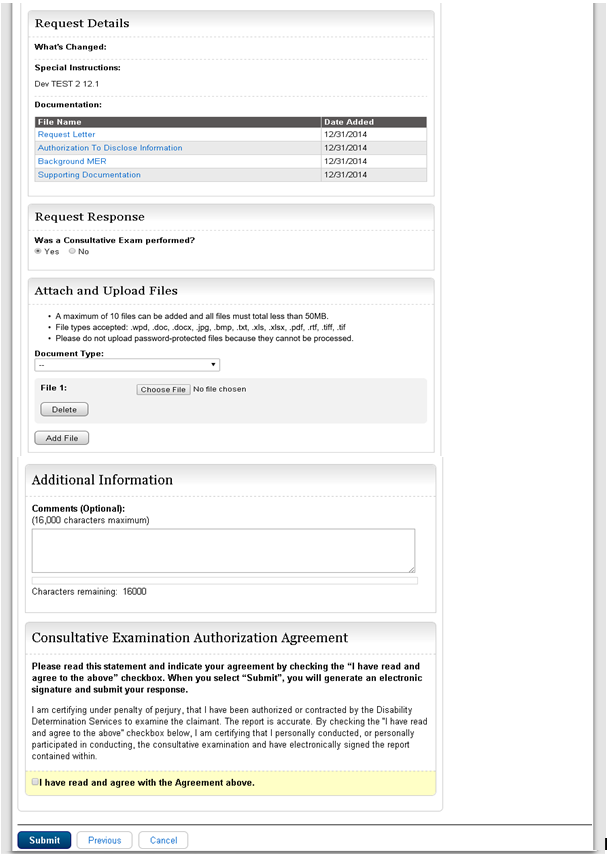 Request Details
What's Changed:
Special Instructions:
Dev TEST 2 12.1
Documentation:
File Name Date Added
Request Letter 12/31/2014
Authorization To Disclose Information 12/31/2014
Background MER 12/31/2014
Supporting Documentation 12/31/2014
Request Response
Was a Consultative Exam performed?
Yes No
Attach and Upload Files
• A maximum of 10 files can be added and all files must total less than 50MB.
• File types accepted: .wpd, .doc, .docx, .jpg, .bmp, .txt, .xls, .xlsx, .pdf, .rtf, .tiff, .tif
• Please do not upload password-protected files because they cannot be processed.
Document Type:
--
File 1: Choose File No file chosen
Delete
Add File
Additional Information
Comments (Optional):
(16,000 characters maximum)
Characters remaining: 16000
Consultative Examination Authorization Agreement
Please read this statement and indicate your agreement by checking the “I have read and
agree to the above” checkbox. When you select “Submit”, you will generate an electronic
signature and submit your response.
I am certifying under penalty of perjury, that I have been authorized or contracted by the Disability
Determination Services to examine the claimant. The report is accurate. By checking the "I have read
and agree to the above" checkbox below, I am certifying that I personally conducted, or personally
participated in conducting, the consultative examination and have electronically signed the report
contained within.
I have read and agree with the Agreement above.
Submit Previous Cancel